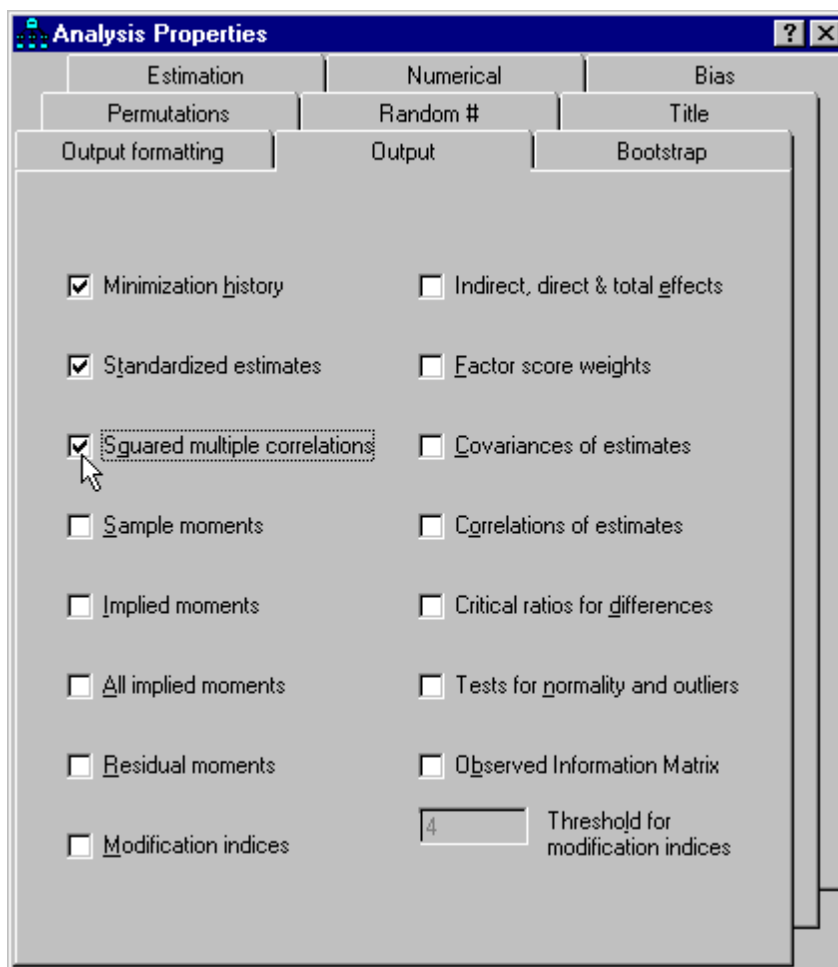 Analysis Properties
Estimation
Numerical
Bias
Permutations
Random #
Title
Output formatting
Output
Bootstrap
Minimization history
Indirect, direct & total effects
Standardized estimates
Factor score weights
Squared multiple correlations
Covariances of estimates
Sample moments
Correlations of estimates
Implied moments
Critical ratios for differences
All implied moments
Tests for normality and outliers
Residual moments
Observed Information Matrix
Modification indices
4
Threshold for
modification indices